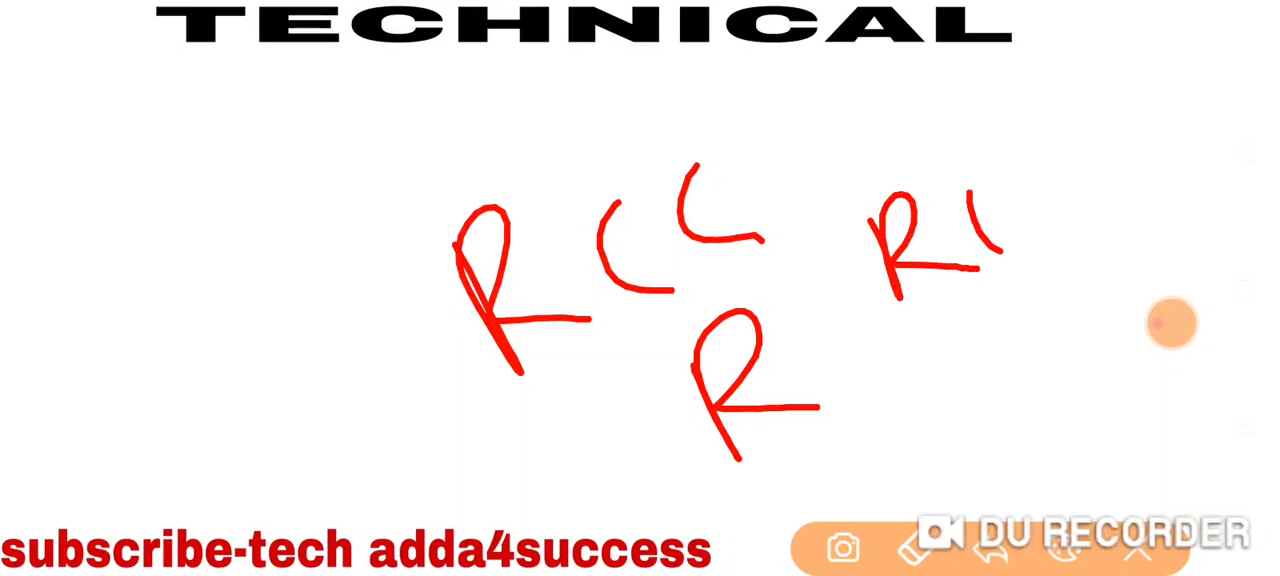 TECHNICAL
R C C R C
R
subscribe-tech adda4success
DU RECORDER